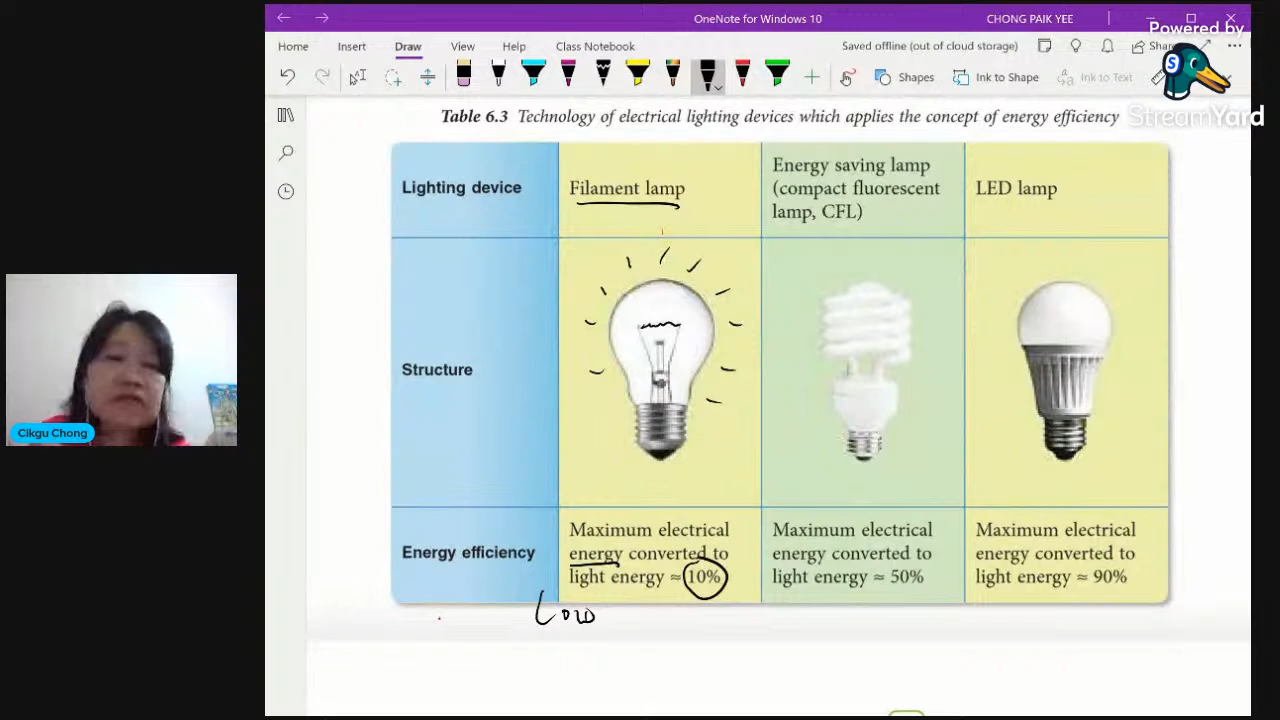 OneNote for Windows 10
CHONG PAIK YEE
Powered by
Home Insert Draw View Help Class Notebook
Saved offline (out of cloud storage)
Share
Shapes
Ink to Shape
Ink to Text
StreamYard
Table 6.3 Technology of electrical lighting devices which applies the concept of energy efficiency
Lighting device
Filament lamp
Energy saving lamp
(compact fluorescent
lamp, CFL)
LED lamp
Structure
Cikgu Chong
Energy efficiency
Maximum electrical
energy converted to
light energy ≈ 10%
Maximum electrical
energy converted to
light energy ≈ 50%
Maximum electrical
energy converted to
light energy ≈ 90%